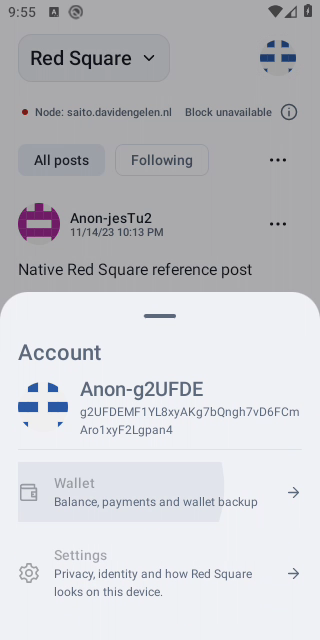 9:55
Red Square
Node: saito.davidengelen.nl Block unavailable
All posts Following
Anon-jesTu2
11/14/23 10:13 PM
Native Red Square reference post
Account
Anon-g2UFDE
g2UFDEMF1YL8xyAKg7bQngh7vD6FCm
Aro1xyF2Lgpan4
Wallet
Balance, payments and wallet backup
Settings
Privacy, identity and how Red Square
looks on this device.